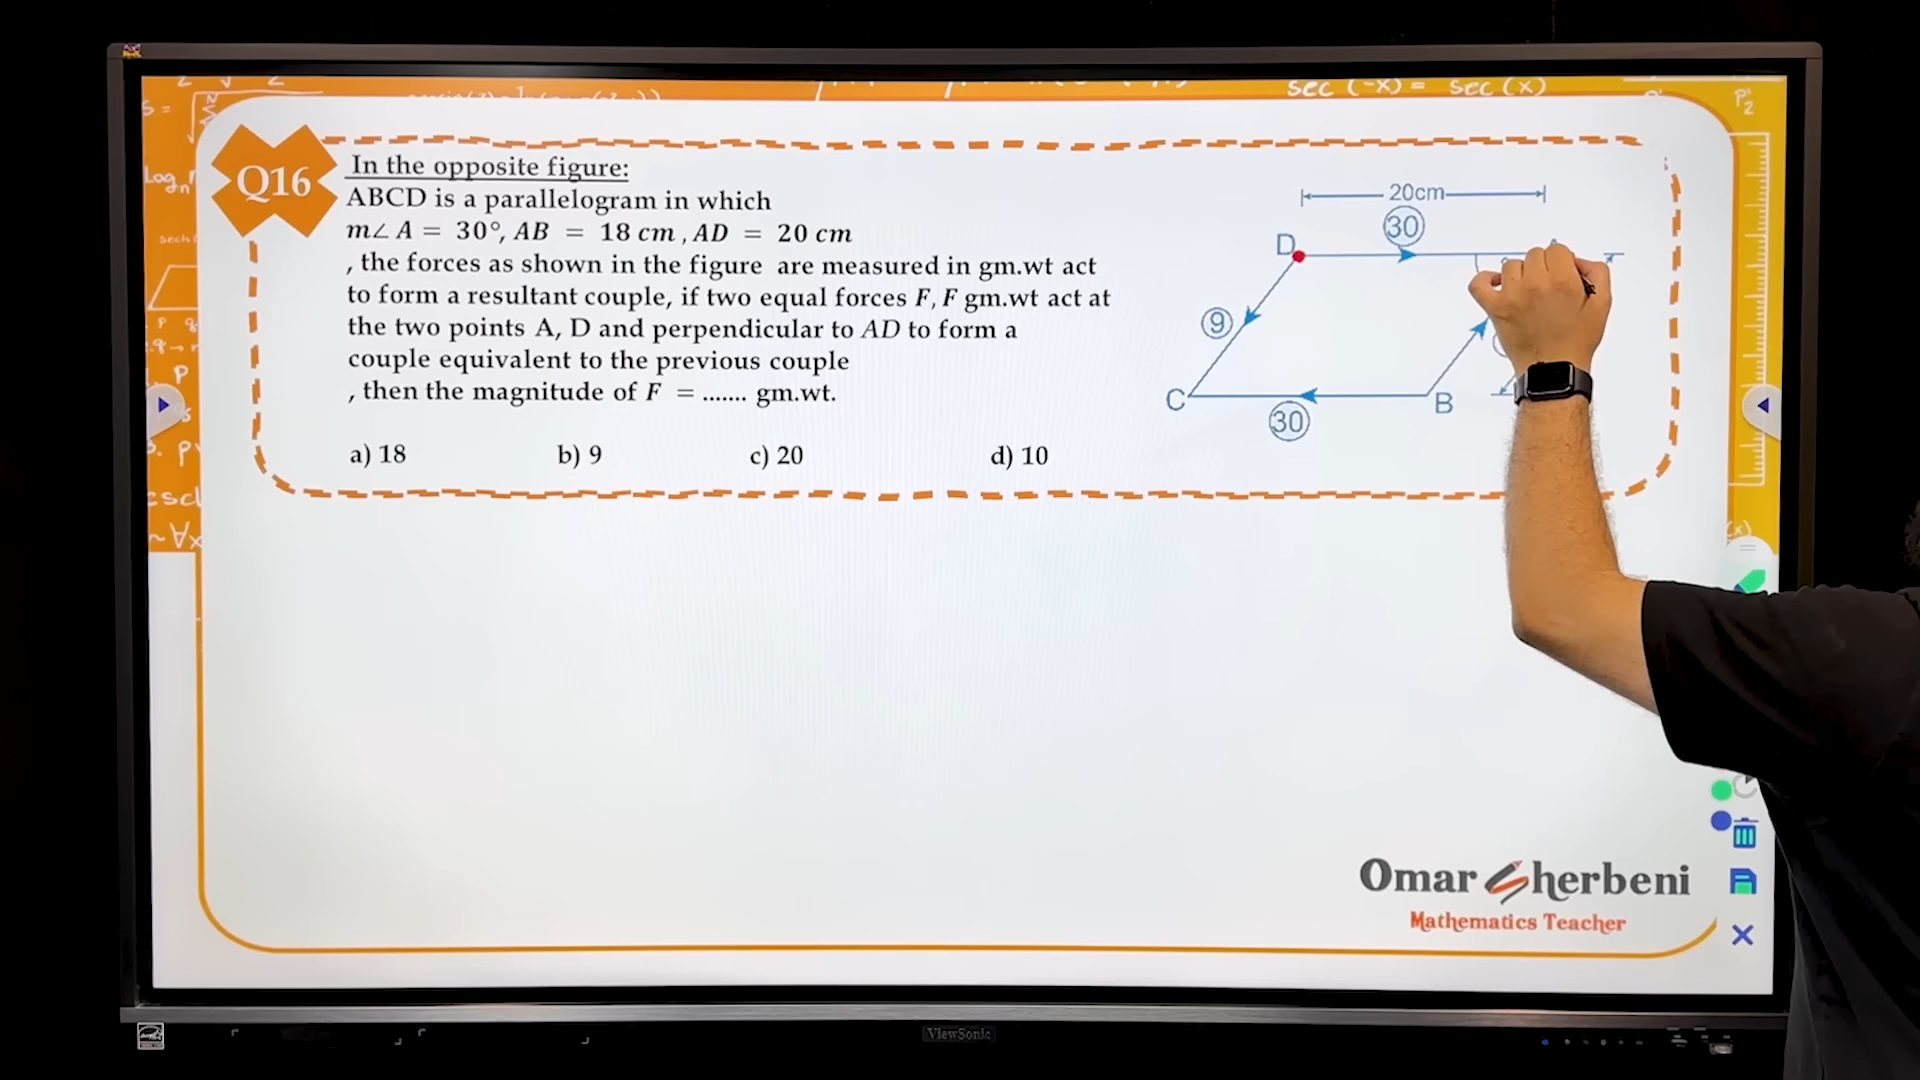 sec (-x) = sec (x)
Q16
In the opposite figure:
ABCD is a parallelogram in which
m∠ A = 30°, AB = 18 cm , AD = 20 cm
, the forces as shown in the figure are measured in gm.wt act
to form a resultant couple, if two equal forces F, F gm.wt act at
the two points A, D and perpendicular to AD to form a
couple equivalent to the previous couple
, then the magnitude of F = ....... gm.wt.
a) 18 b) 9 c) 20 d) 10
20cm
30
D
9
C
B
30
Omar Sherbeni
Mathematics Teacher
ViewSonic